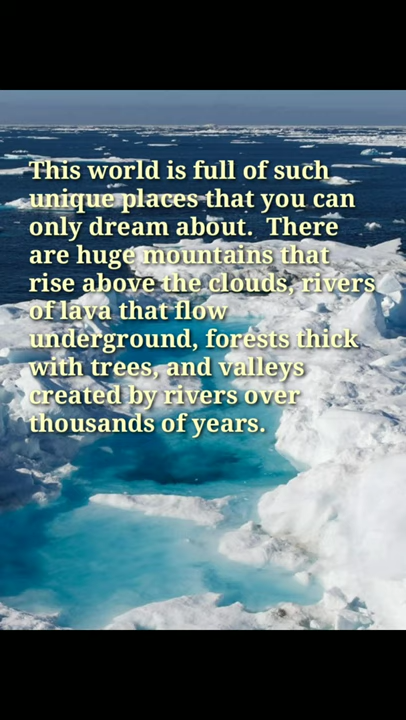 This world is full of such
unique places that you can
only dream about.  There
are huge mountains that
rise above the clouds, rivers
of lava that flow
underground, forests thick
with trees, and valleys
created by rivers over
thousands of years.